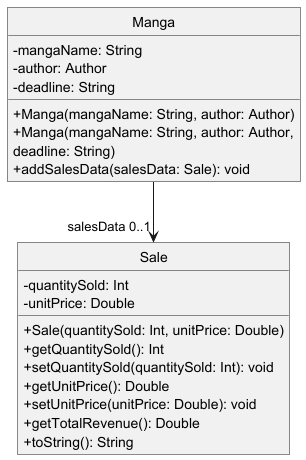 Manga
-mangaName: String
-author: Author
-deadline: String
+Manga(mangaName: String, author: Author)
+Manga(mangaName: String, author: Author,
deadline: String)
+addSalesData(salesData: Sale): void
salesData 0..1
Sale
-quantitySold: Int
-unitPrice: Double
+Sale(quantitySold: Int, unitPrice: Double)
+getQuantitySold(): Int
+setQuantitySold(quantitySold: Int): void
+getUnitPrice(): Double
+setUnitPrice(unitPrice: Double): void
+getTotalRevenue(): Double
+toString(): String